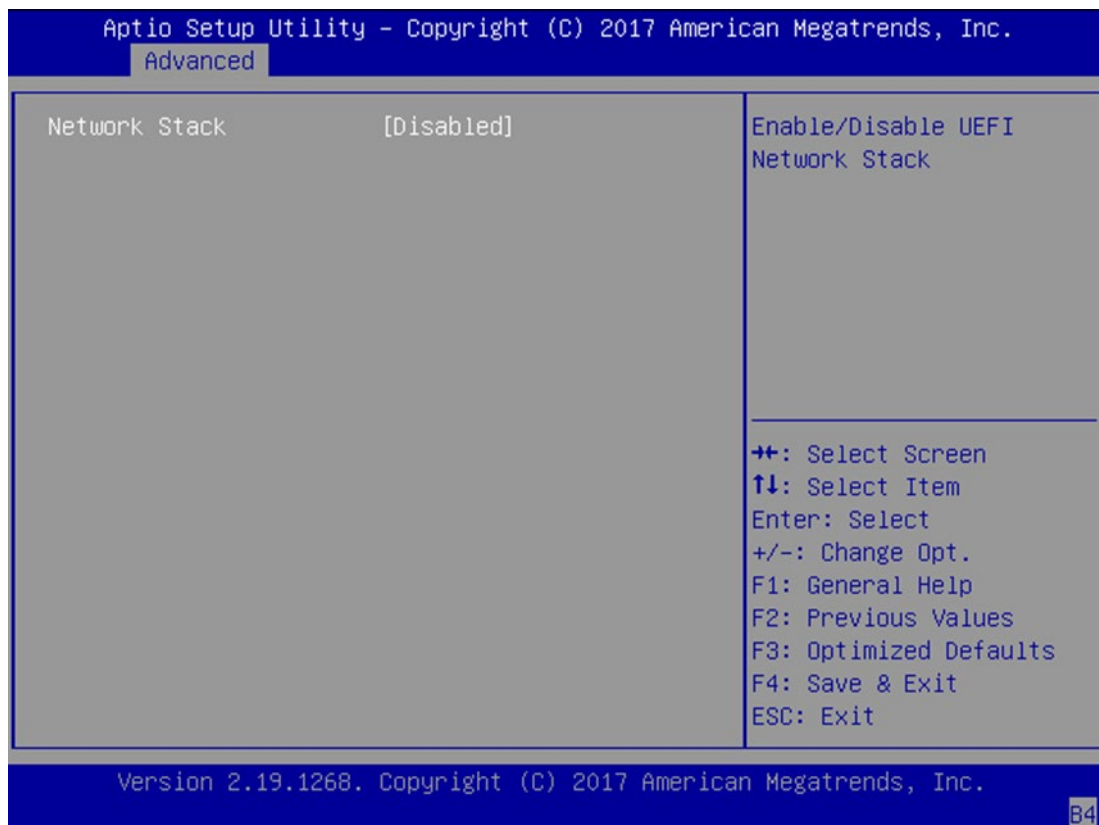 Aptio Setup Utility – Copyright (C) 2017 American Megatrends, Inc.
Advanced
Network Stack [Disabled]
Enable/Disable UEFI
Network Stack
→←: Select Screen
↑↓: Select Item
Enter: Select
+/-: Change Opt.
F1: General Help
F2: Previous Values
F3: Optimized Defaults
F4: Save & Exit
ESC: Exit
Version 2.19.1268. Copyright (C) 2017 American Megatrends, Inc.
B4